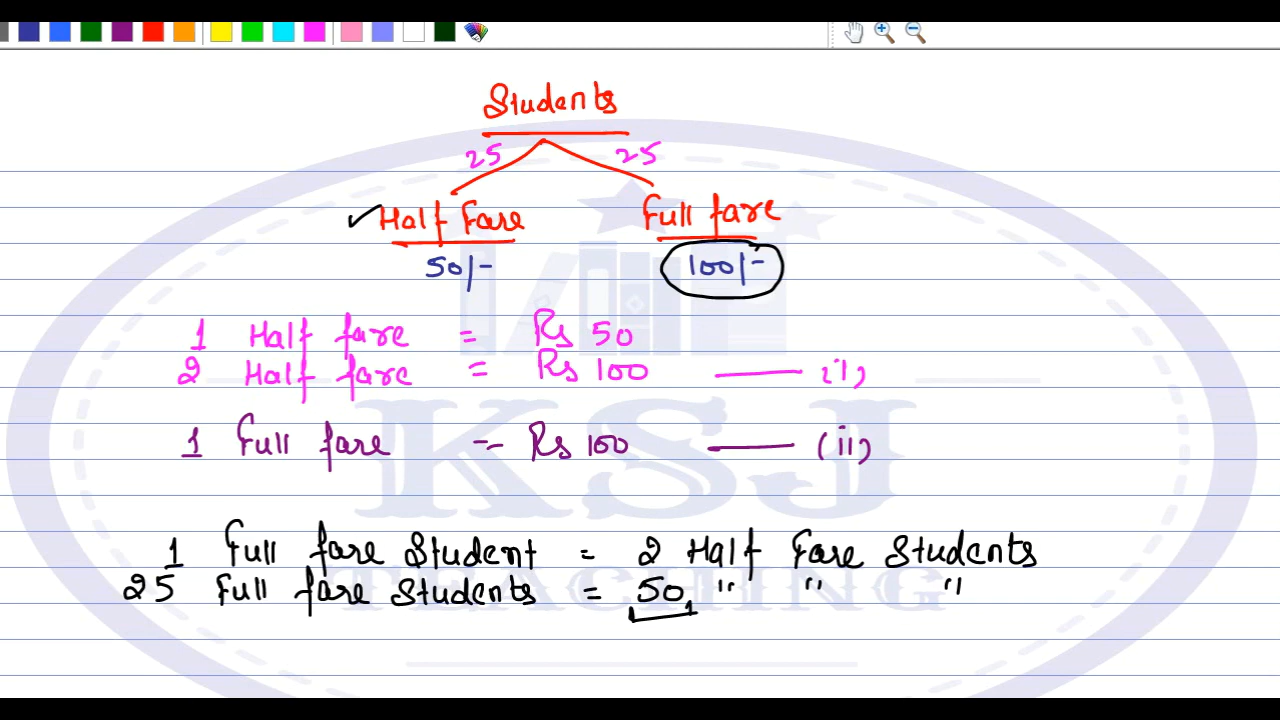 Students
25 25
Half Fare Full fare
50/- 100/-
1 Half fare = Rs 50
2 Half fare = Rs 100 —— (i)
1 Full fare = Rs 100 —— (ii)
KSJ
1 Full fare Student = 2 Half Fare Students
TEACHING
25 Full fare Students = 50 " " "